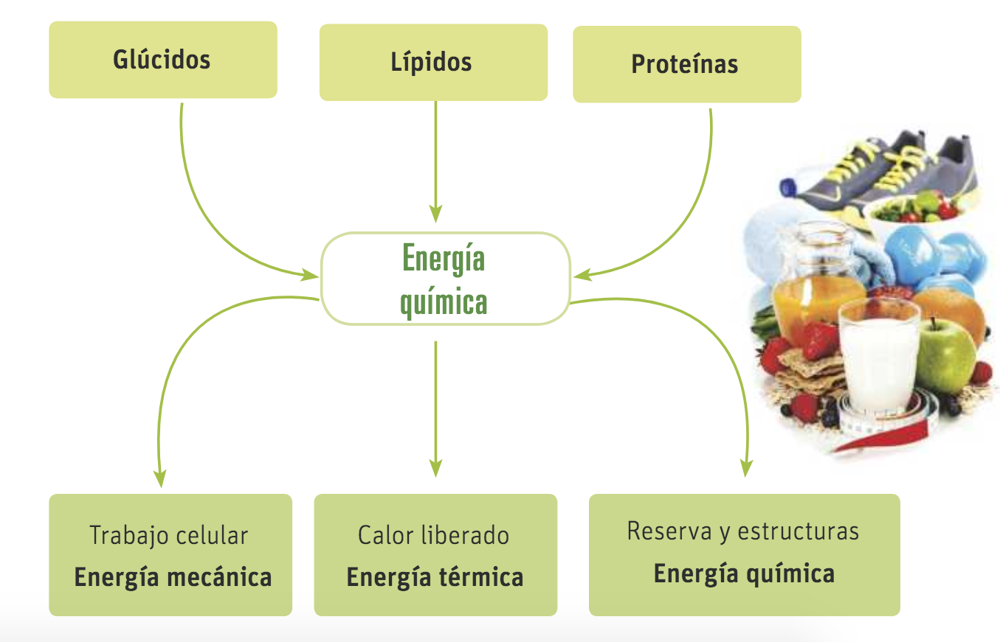 Glúcidos
Lípidos
Proteínas
Energía
química
Trabajo celular
Energía mecánica
Calor liberado
Energía térmica
Reserva y estructuras
Energía química